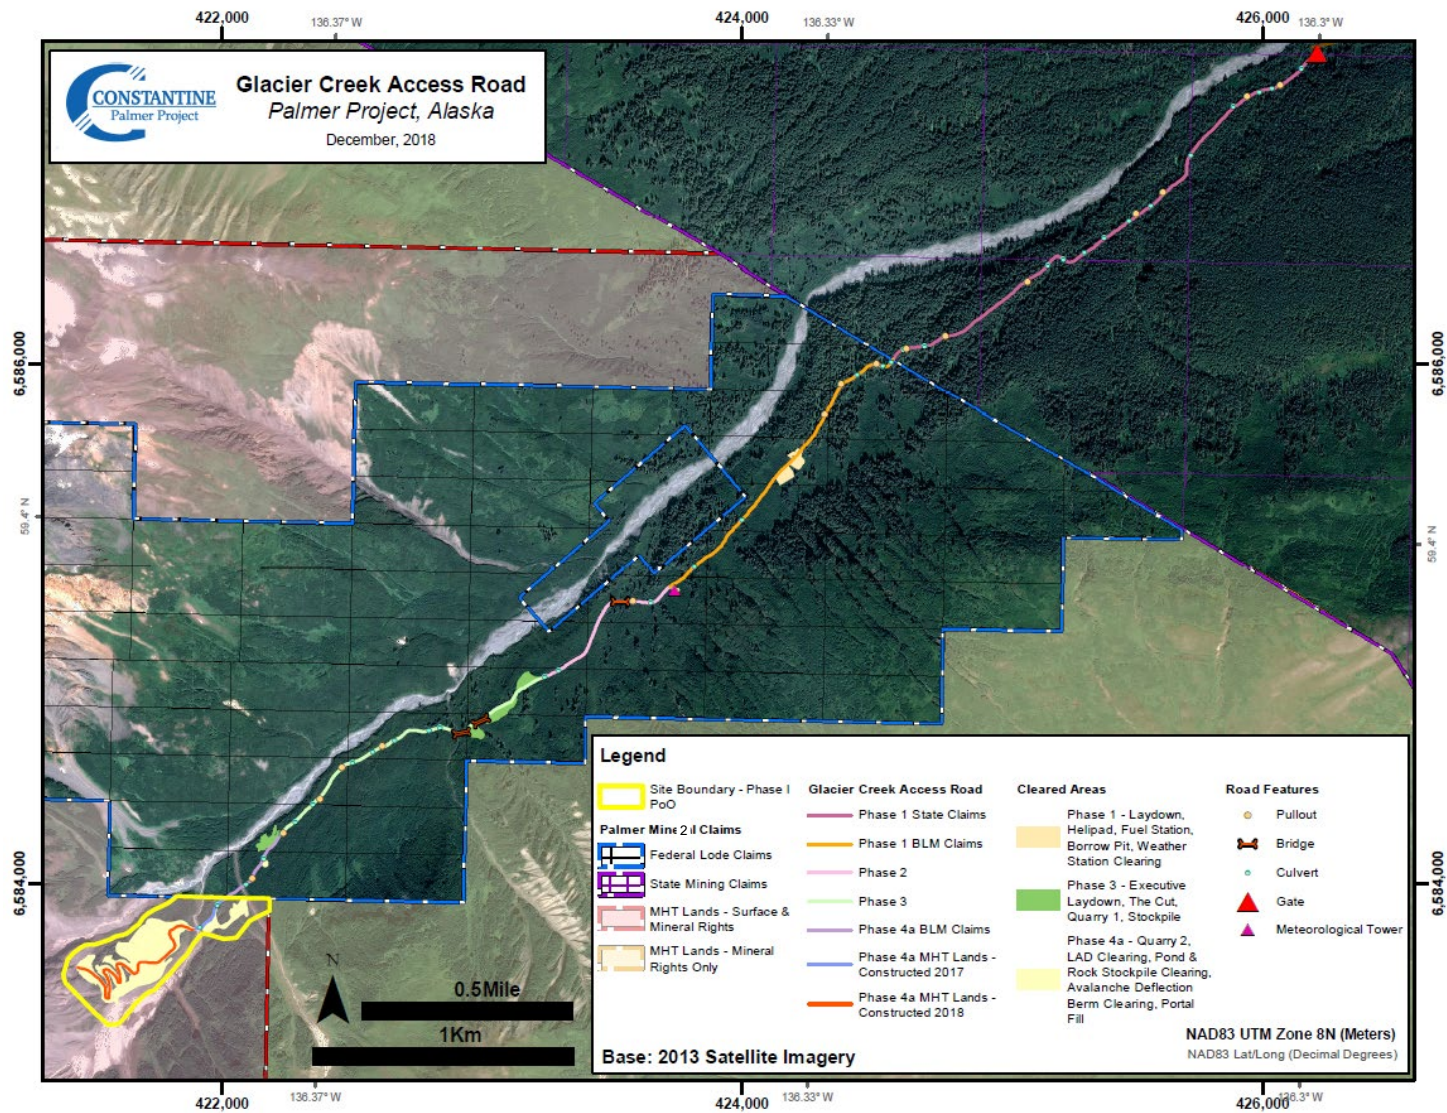 422,000
136.37° W
424,000
136.33° W
426,000
136.3° W
CONSTANTINE
Palmer Project
Glacier Creek Access Road
Palmer Project, Alaska
December, 2018
6,586,000
6,586,000
59.4° N
59.4° N
6,584,000
6,584,000
N
0.5Mile
1Km
Base: 2013 Satellite Imagery
Legend
Site Boundary - Phase I
PoO
Palmer Mineral Claims
2
Federal Lode Claims
State Mining Claims
MHT Lands - Surface &
Mineral Rights
MHT Lands - Mineral
Rights Only
Glacier Creek Access Road
Phase 1 State Claims
Phase 1 BLM Claims
Phase 2
Phase 3
Phase 4a BLM Claims
Phase 4a MHT Lands -
Constructed 2017
Phase 4a MHT Lands -
Constructed 2018
Cleared Areas
Phase 1 - Laydown,
Helipad, Fuel Station,
Borrow Pit, Weather
Station Clearing
Phase 3 - Executive
Laydown, The Cut,
Quarry 1, Stockpile
Phase 4a - Quarry 2,
LAD Clearing, Pond &
Rock Stockpile Clearing,
Avalanche Deflection
Berm Clearing, Portal
Fill
Road Features
Pullout
Bridge
Culvert
Gate
Meteorological Tower
NAD83 UTM Zone 8N (Meters)
NAD83 Lat/Long (Decimal Degrees)
422,000
136.37° W
424,000
136.33° W
426,000
136.3° W